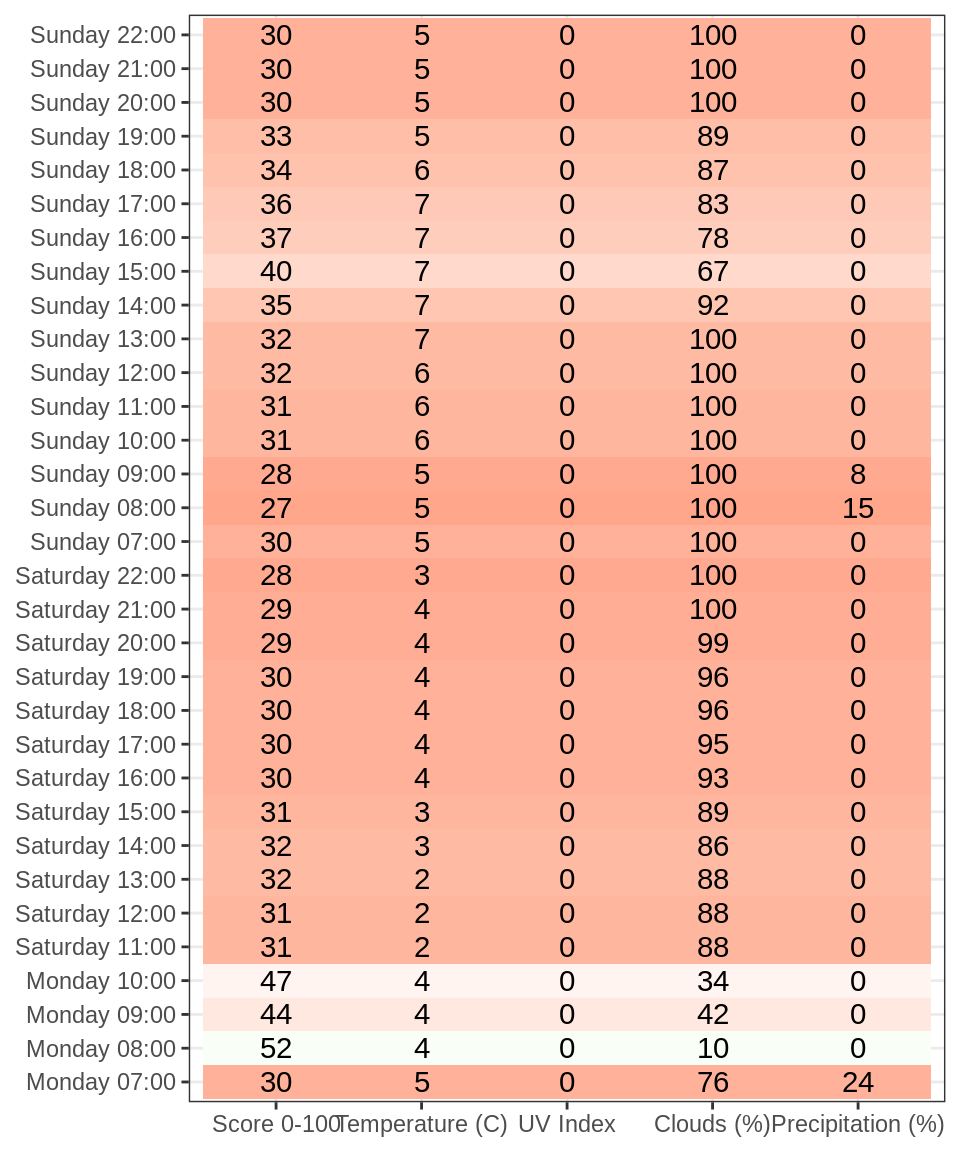 Sunday 22:00 30 5 0 100 0
Sunday 21:00 30 5 0 100 0
Sunday 20:00 30 5 0 100 0
Sunday 19:00 33 5 0 89 0
Sunday 18:00 34 6 0 87 0
Sunday 17:00 36 7 0 83 0
Sunday 16:00 37 7 0 78 0
Sunday 15:00 40 7 0 67 0
Sunday 14:00 35 7 0 92 0
Sunday 13:00 32 7 0 100 0
Sunday 12:00 32 6 0 100 0
Sunday 11:00 31 6 0 100 0
Sunday 10:00 31 6 0 100 0
Sunday 09:00 28 5 0 100 8
Sunday 08:00 27 5 0 100 15
Sunday 07:00 30 5 0 100 0
Saturday 22:00 28 3 0 100 0
Saturday 21:00 29 4 0 100 0
Saturday 20:00 29 4 0 99 0
Saturday 19:00 30 4 0 96 0
Saturday 18:00 30 4 0 96 0
Saturday 17:00 30 4 0 95 0
Saturday 16:00 30 4 0 93 0
Saturday 15:00 31 3 0 89 0
Saturday 14:00 32 3 0 86 0
Saturday 13:00 32 2 0 88 0
Saturday 12:00 31 2 0 88 0
Saturday 11:00 31 2 0 88 0
Monday 10:00 47 4 0 34 0
Monday 09:00 44 4 0 42 0
Monday 08:00 52 4 0 10 0
Monday 07:00 30 5 0 76 24
Score 0-100 Temperature (C) UV Index Clouds (%) Precipitation (%)